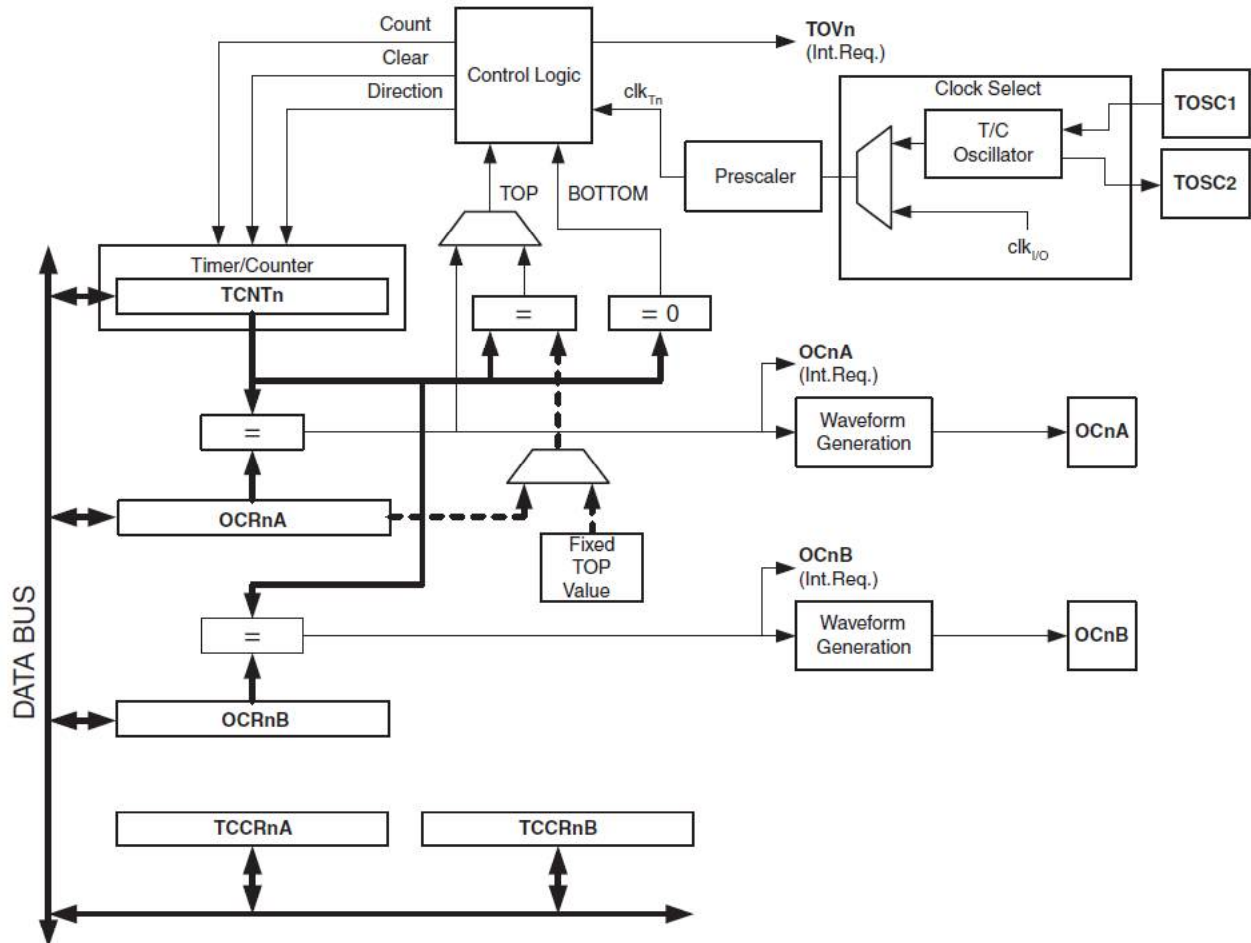 Count
Clear
Direction
Control Logic
TOVn
(Int.Req.)
clkTn
Clock Select
TOSC1
T/C
Oscillator
TOSC2
Prescaler
clkI/O
TOP
BOTTOM
Timer/Counter
TCNTn
=
= 0
OCnA
(Int.Req.)
=
Waveform
Generation
OCnA
OCRnA
Fixed
TOP
Value
OCnB
(Int.Req.)
=
Waveform
Generation
OCnB
DATA BUS
OCRnB
TCCRnA
TCCRnB